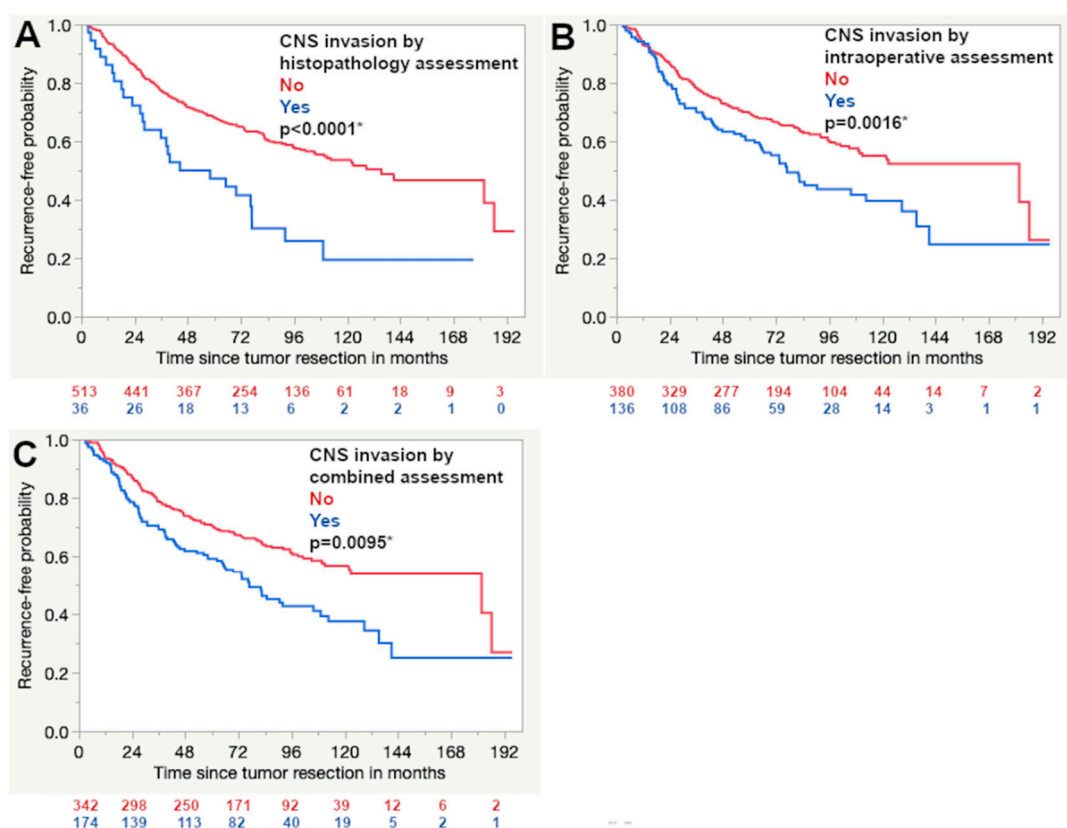 A
CNS invasion by
histopathology assessment
No
Yes
p<0.0001*
Recurrence-free probability
1.0
0.8
0.6
0.4
0.2
0.0
0 24 48 72 96 120 144 168 192
Time since tumor resection in months
513 441 367 254 136 61 18 9 3
36 26 18 13 6 2 2 1 0
B
CNS invasion by
intraoperative assessment
No
Yes
p=0.0016*
Recurrence-free probability
1.0
0.8
0.6
0.4
0.2
0.0
0 24 48 72 96 120 144 168 192
Time since tumor resection in months
380 329 277 194 104 44 14 7 2
136 108 86 59 28 14 3 1 1
C
CNS invasion by
combined assessment
No
Yes
p=0.0095*
Recurrence-free probability
1.0
0.8
0.6
0.4
0.2
0.0
0 24 48 72 96 120 144 168 192
Time since tumor resection in months
342 298 250 171 92 39 12 6 2
174 139 113 82 40 19 5 2 1